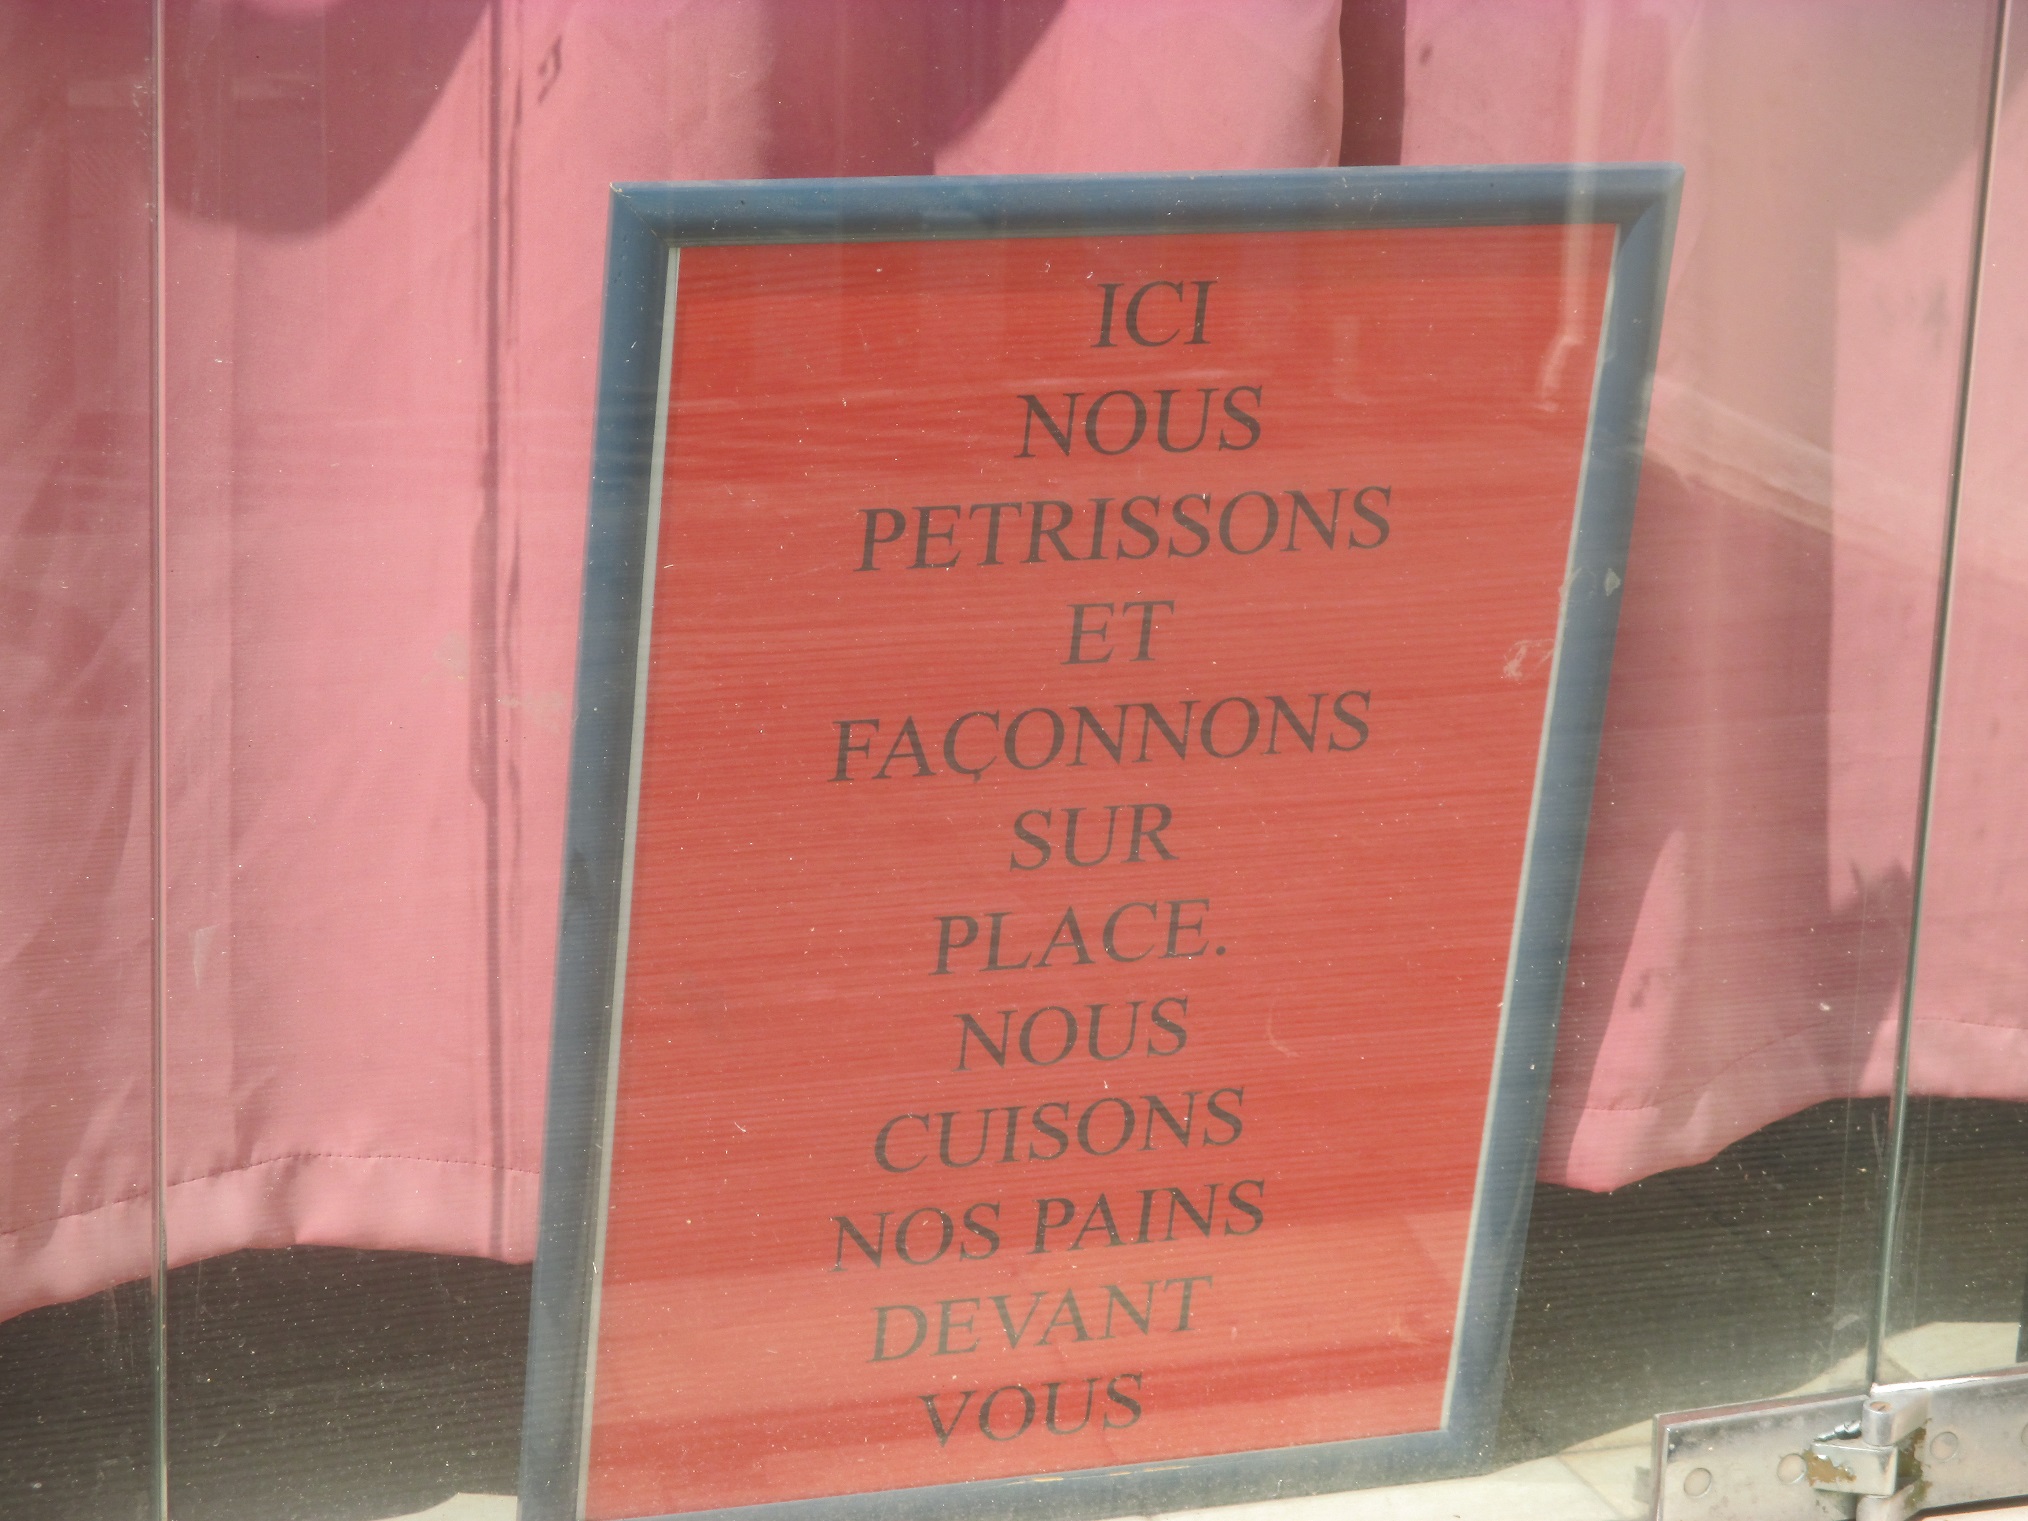 ICI
NOUS
PETRISSONS
ET
FAÇONNONS
SUR
PLACE.
NOUS
CUISONS
NOS PAINS
DEVANT
VOUS